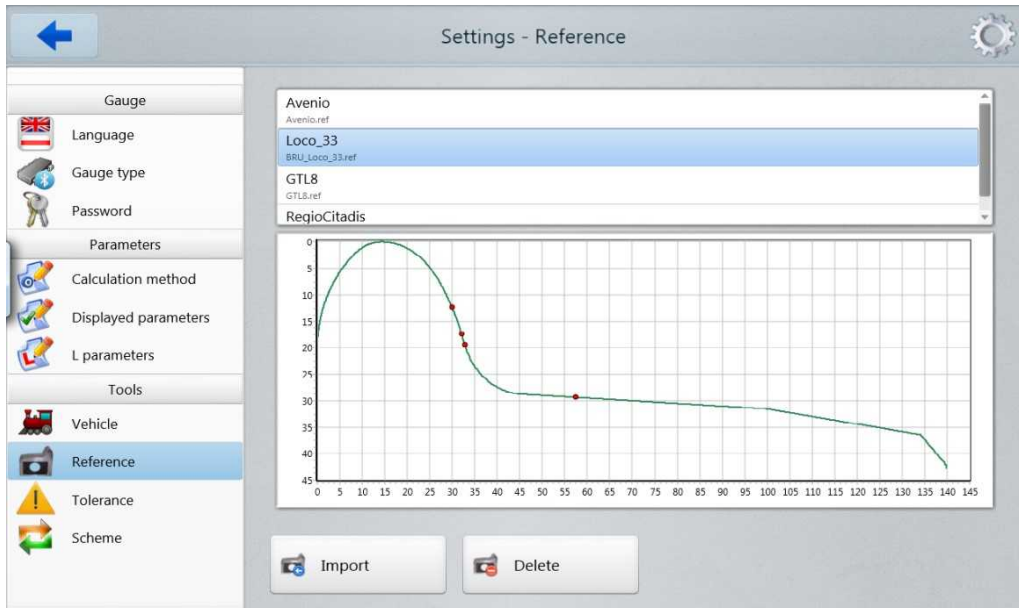 Settings - Reference
Gauge
Language
Gauge type
Password
Parameters
Calculation method
Displayed parameters
L parameters
Tools
Vehicle
Reference
Tolerance
Scheme
Avenio
Avenio.ref
Loco_33
BRU_Loco_33.ref
GTL8
GTL8.ref
RegioCitadis
0
5
10
15
20
25
30
35
40
45
0 5 10 15 20 25 30 35 40 45 50 55 60 65 70 75 80 85 90 95 100 105 110 115 120 125 130 135 140 145
Import
Delete